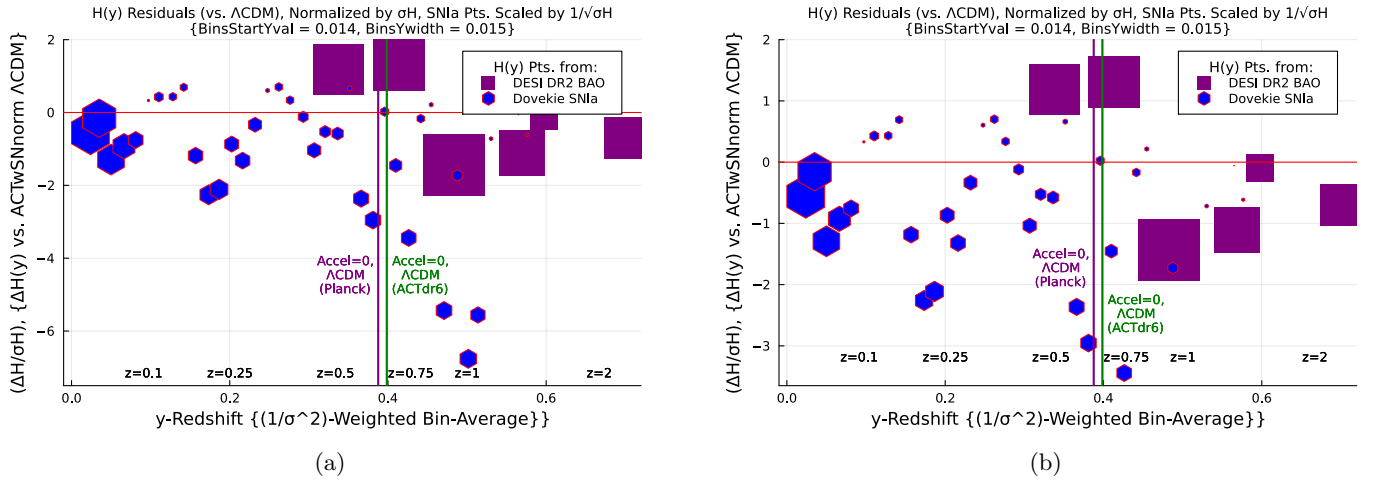 H(y) Residuals (vs. ΛCDM), Normalized by σH, SNIa Pts. Scaled by 1/√σH
{BinsStartYval = 0.014, BinsYwidth = 0.015}
(ΔH/σH), {ΔH(y) vs. ACTwSNnorm ΛCDM}
2
0
−2
−4
−6
H(y) Pts. from:
DESI DR2 BAO
Dovekie SNIa
Accel=0,
ΛCDM
(Planck)
Accel=0,
ΛCDM
(ACTdr6)
z=0.1
z=0.25
z=0.5
z=0.75
z=1
z=2
0.0
0.2
0.4
0.6
y-Redshift {(1/σ^2)-Weighted Bin-Average}}
(a)
H(y) Residuals (vs. ΛCDM), Normalized by σH, SNIa Pts. Scaled by 1/√σH
{BinsStartYval = 0.014, BinsYwidth = 0.015}
(ΔH/σH), {ΔH(y) vs. ACTwSNnorm ΛCDM}
2
1
0
−1
−2
−3
H(y) Pts. from:
DESI DR2 BAO
Dovekie SNIa
Accel=0,
ΛCDM
(Planck)
Accel=0,
ΛCDM
(ACTdr6)
z=0.1
z=0.25
z=0.5
z=0.75
z=1
z=2
0.0
0.2
0.4
0.6
y-Redshift {(1/σ^2)-Weighted Bin-Average}}
(b)